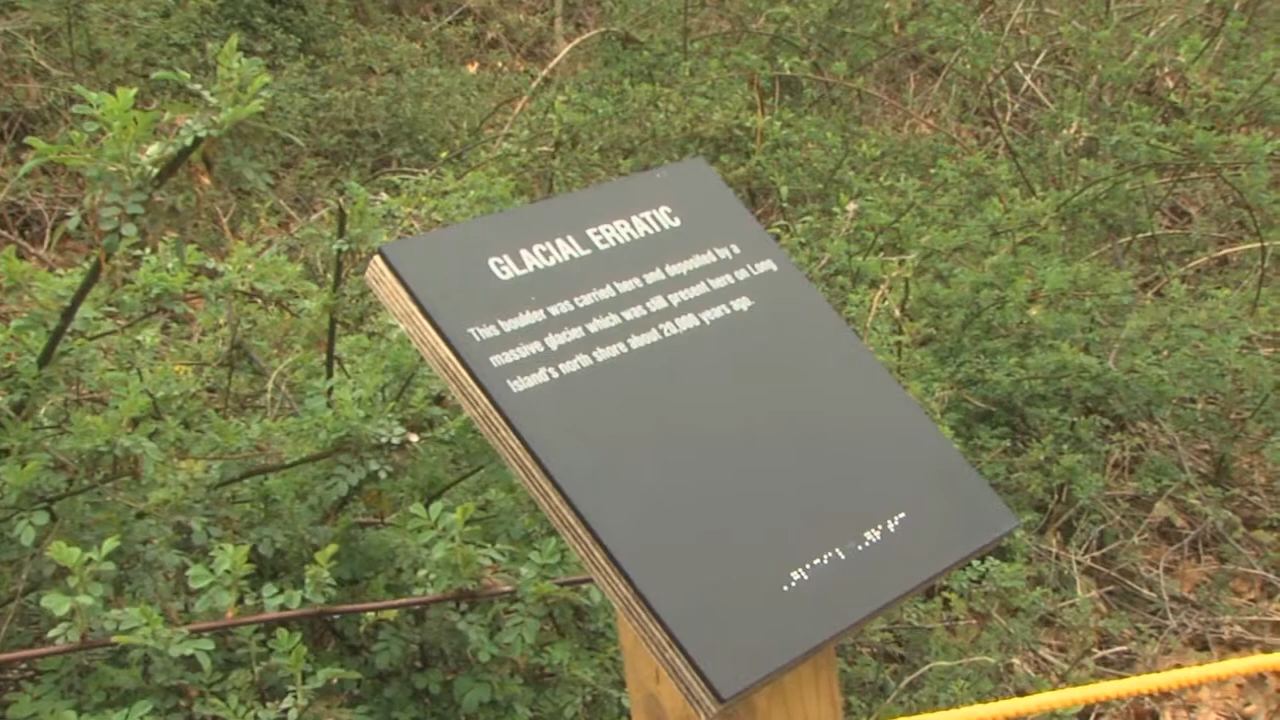 GLACIAL ERRATIC
This boulder was carried here and deposited by a
massive glacier which was still present here on Long
Island's north shore about 20,000 years ago.